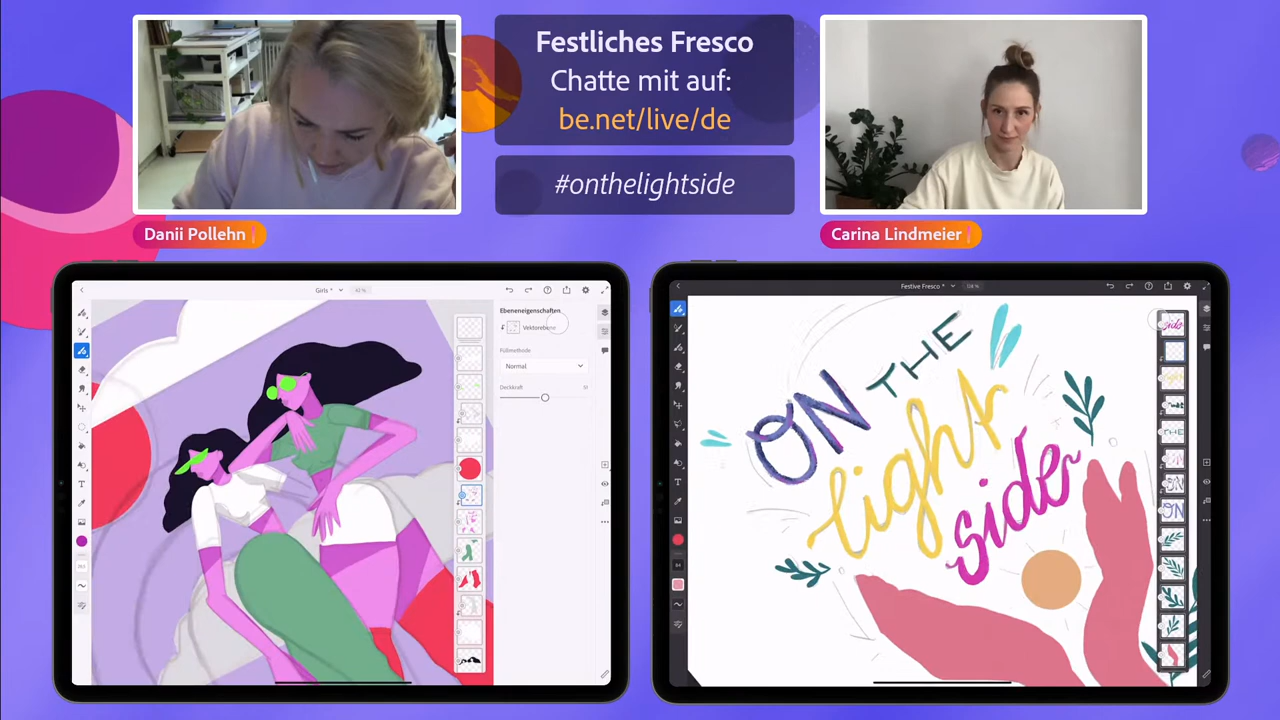 Festliches Fresco
Chatte mit auf:
be.net/live/de
#onthelightside
Danii Pollehn
Carina Lindmeier
Girls *
42 %
Ebeneneigenschaften
Vektorebene
Füllmethode
Normal
Deckkraft
Festive Fresco *
ON THE
light
side